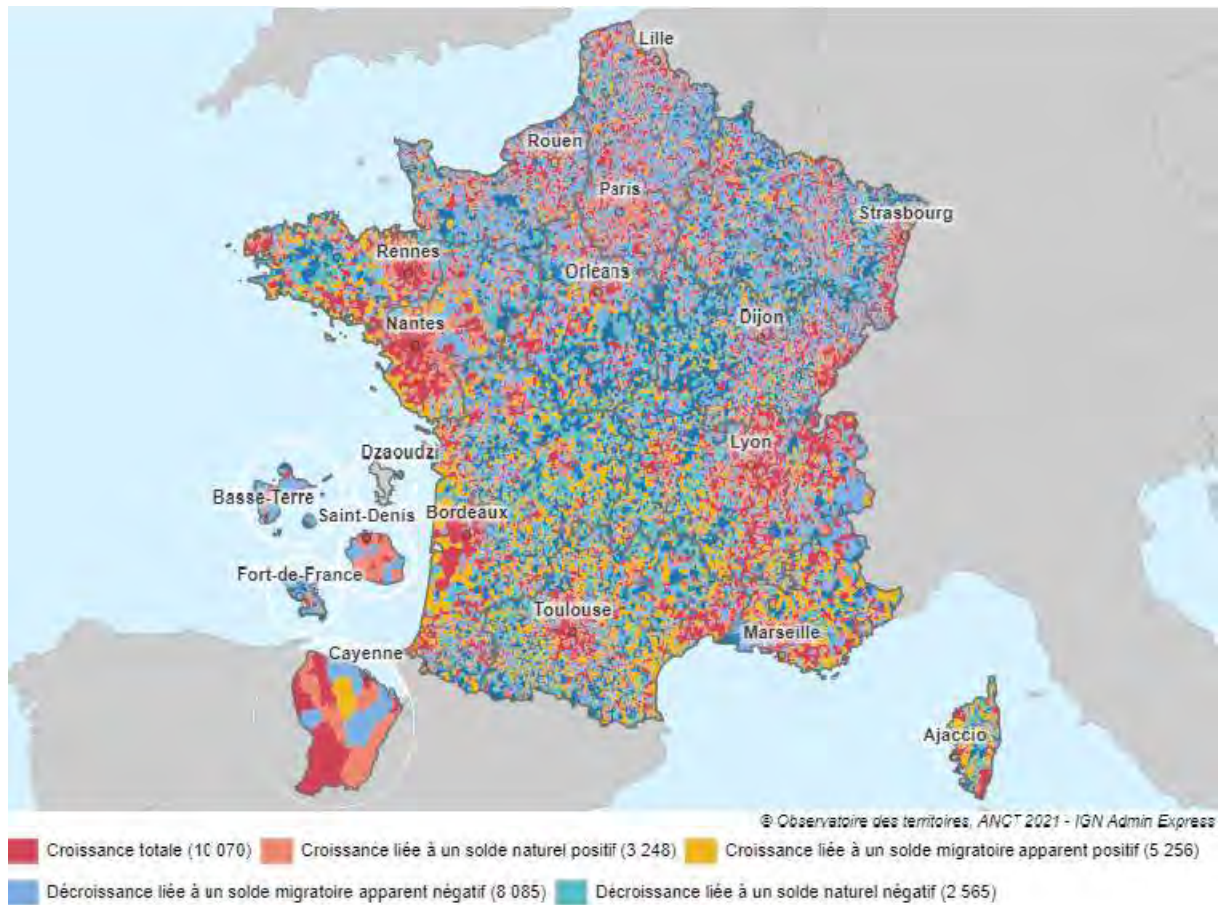 Lille
Rouen
Paris
Strasbourg
Rennes
Orléans
Nantes
Dijon
Lyon
Dzaoudzi
Basse-Terre
Saint-Denis
Bordeaux
Fort-de-France
Toulouse
Marseille
Cayenne
Ajaccio
© Observatoire des territoires, ANCT 2021 - IGN Admin Express
Croissance totale (10 070) Croissance liée à un solde naturel positif (3 248) Croissance liée à un solde migratoire apparent positif (5 256)
Décroissance liée à un solde migratoire apparent négatif (8 085) Décroissance liée à un solde naturel négatif (2 565)